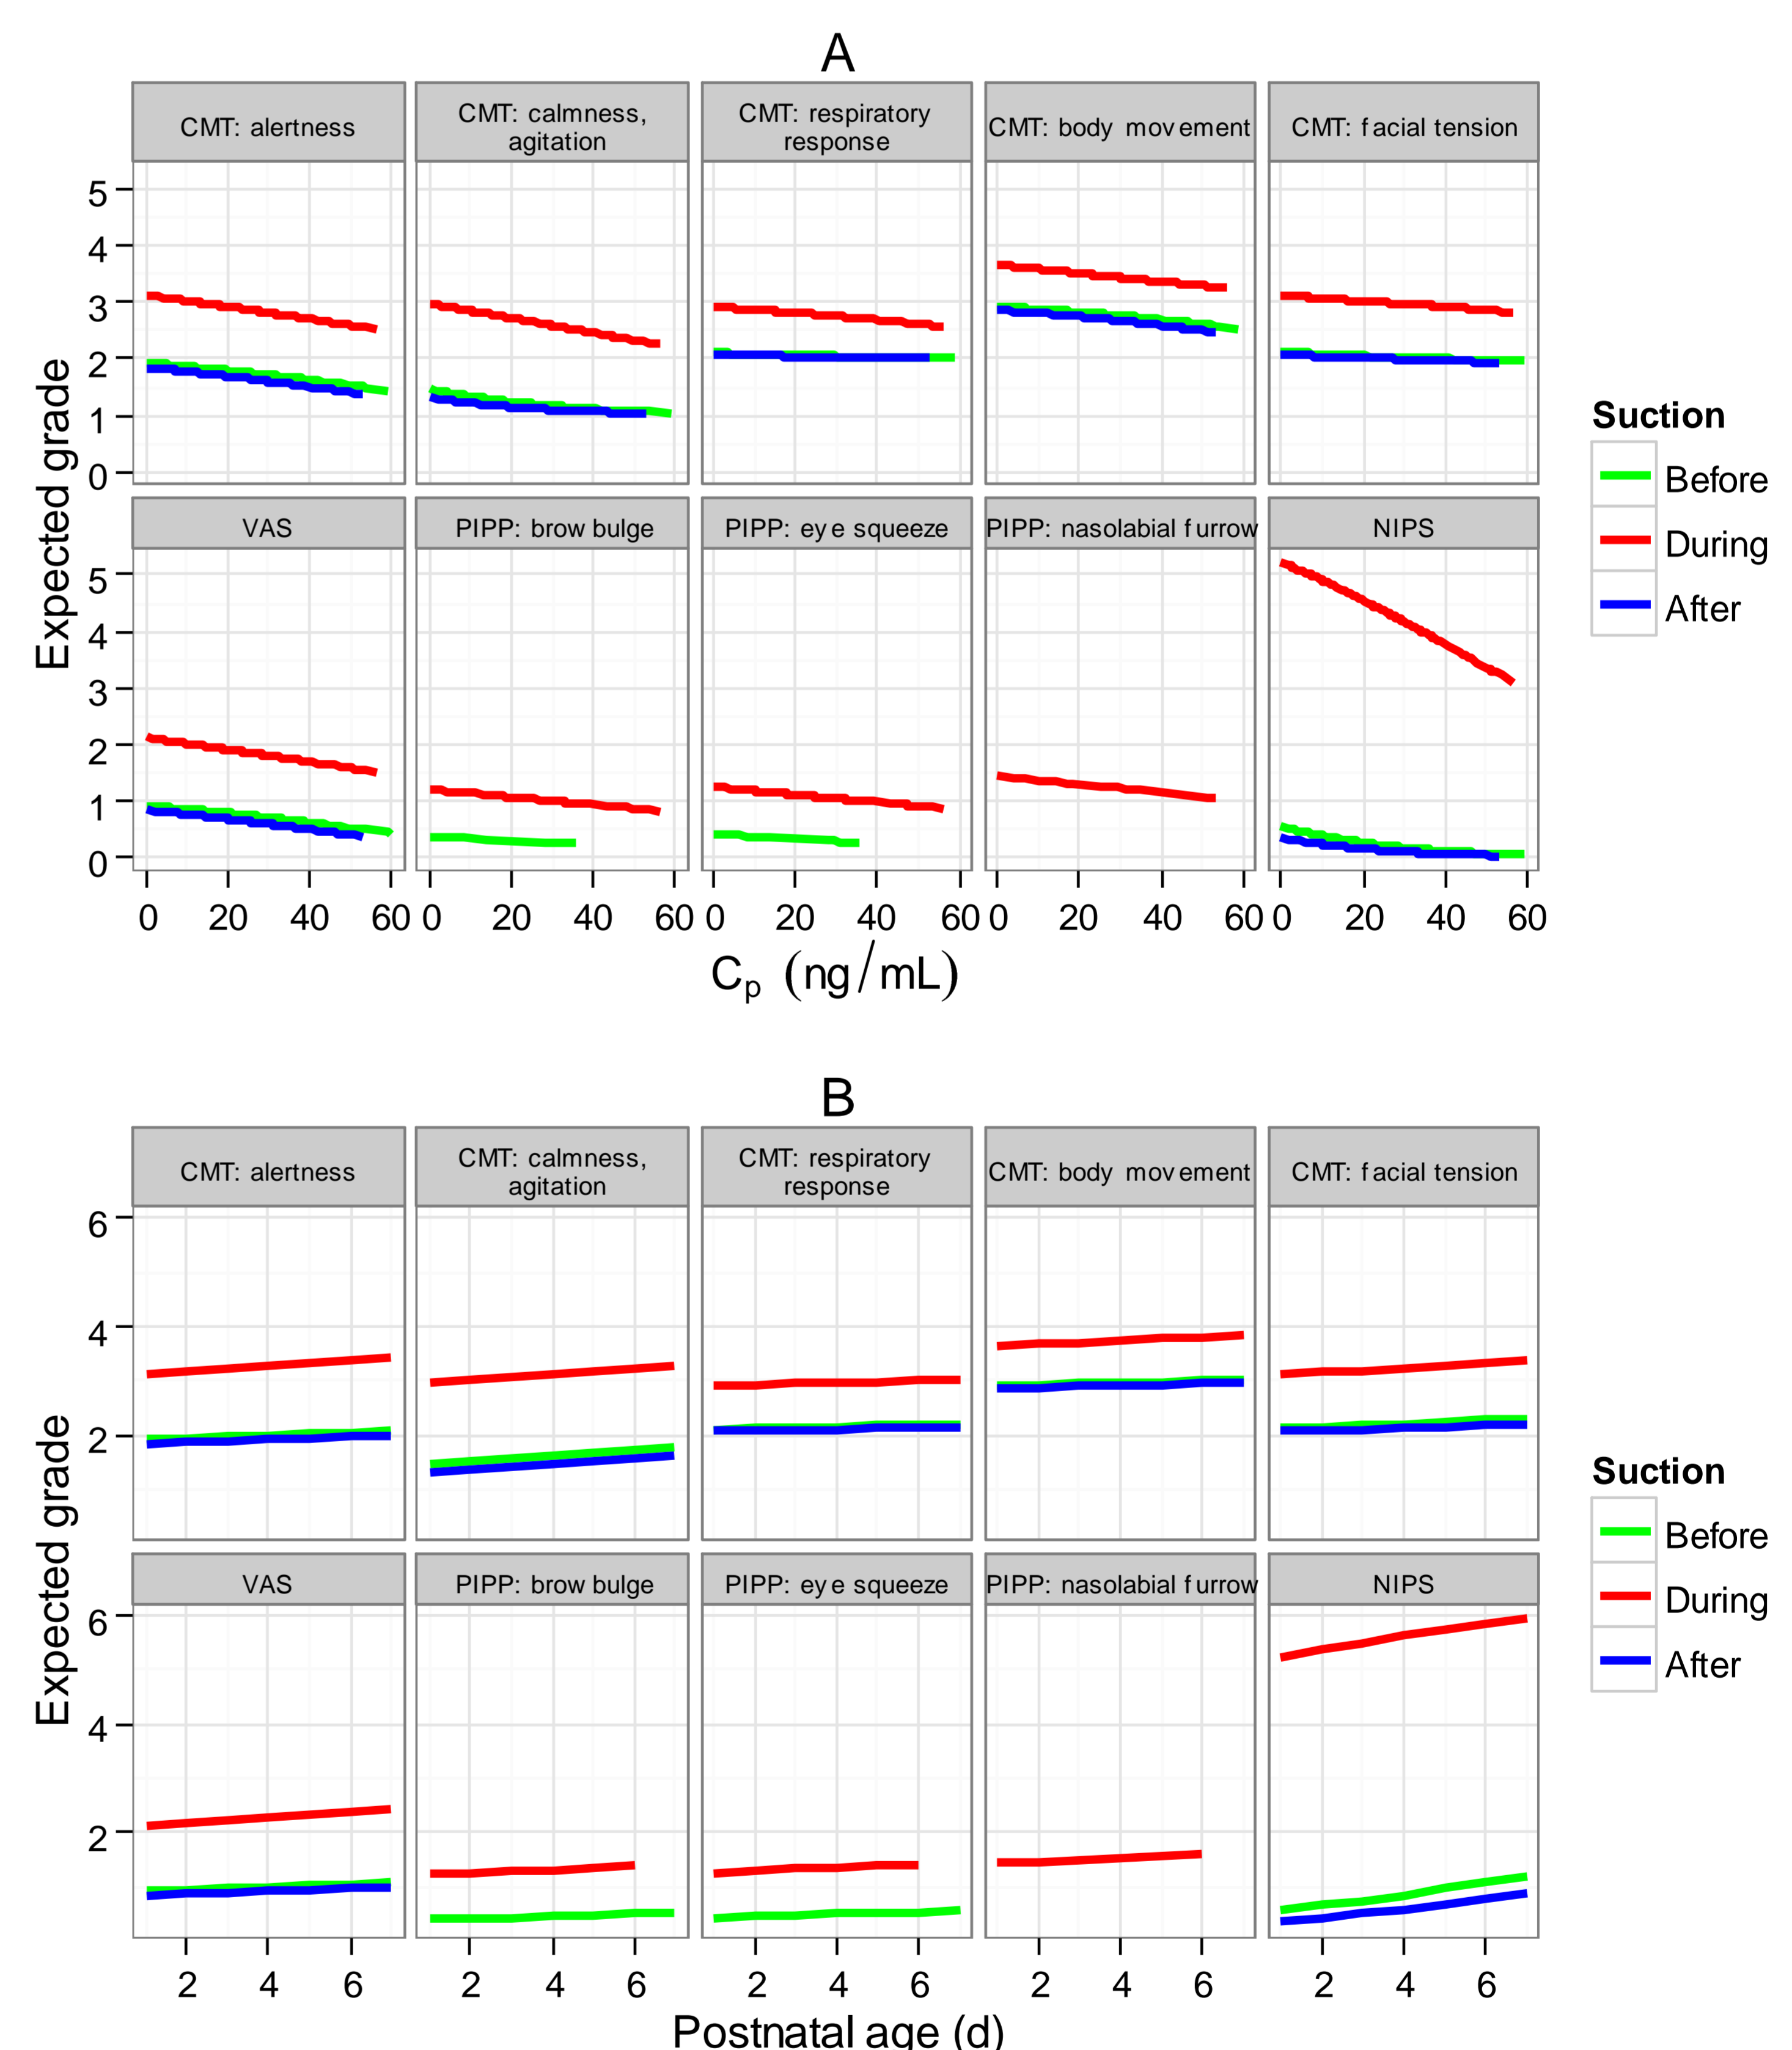 A
CMT: alertness
CMT: calmness,
agitation
CMT: respiratory
response
CMT: body movement
CMT: facial tension
5
4
3
2
1
0
VAS
PIPP: brow bulge
PIPP: eye squeeze
PIPP: nasolabial furrow
NIPS
5
4
3
2
1
0
Expected grade
0 20 40 60 0 20 40 60 0 20 40 60 0 20 40 60 0 20 40 60
Cp (ng/mL)
Suction
Before
During
After
B
CMT: alertness
CMT: calmness,
agitation
CMT: respiratory
response
CMT: body movement
CMT: facial tension
6
4
2
VAS
PIPP: brow bulge
PIPP: eye squeeze
PIPP: nasolabial furrow
NIPS
6
4
2
Expected grade
2 4 6 2 4 6 2 4 6 2 4 6 2 4 6
Postnatal age (d)
Suction
Before
During
After